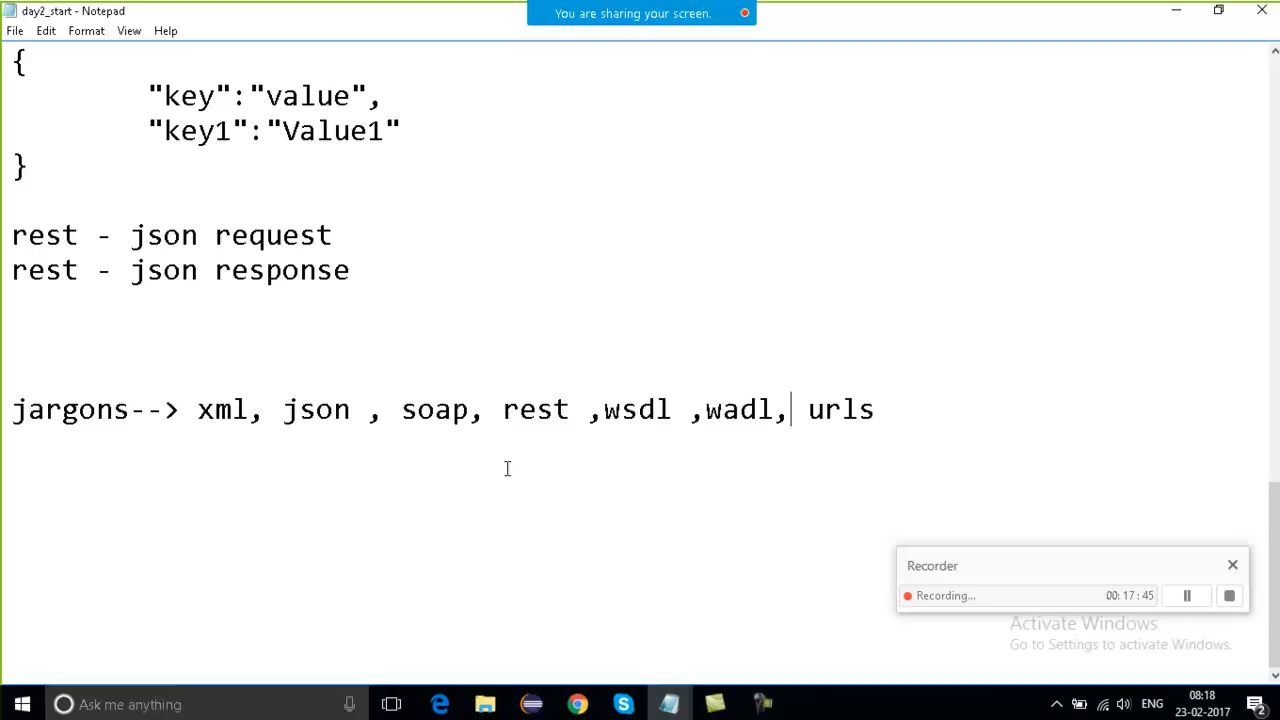 day2_start - Notepad
You are sharing your screen.
File Edit Format View Help
{
"key":"value",
"key1":"Value1"
}
rest - json request
rest - json response
jargons--> xml, json , soap, rest ,wsdl ,wadl, urls
Recorder
Recording... 00:17:45
Activate Windows
Go to Settings to activate Windows.
Ask me anything
ENG
08:18
23-02-2017
2